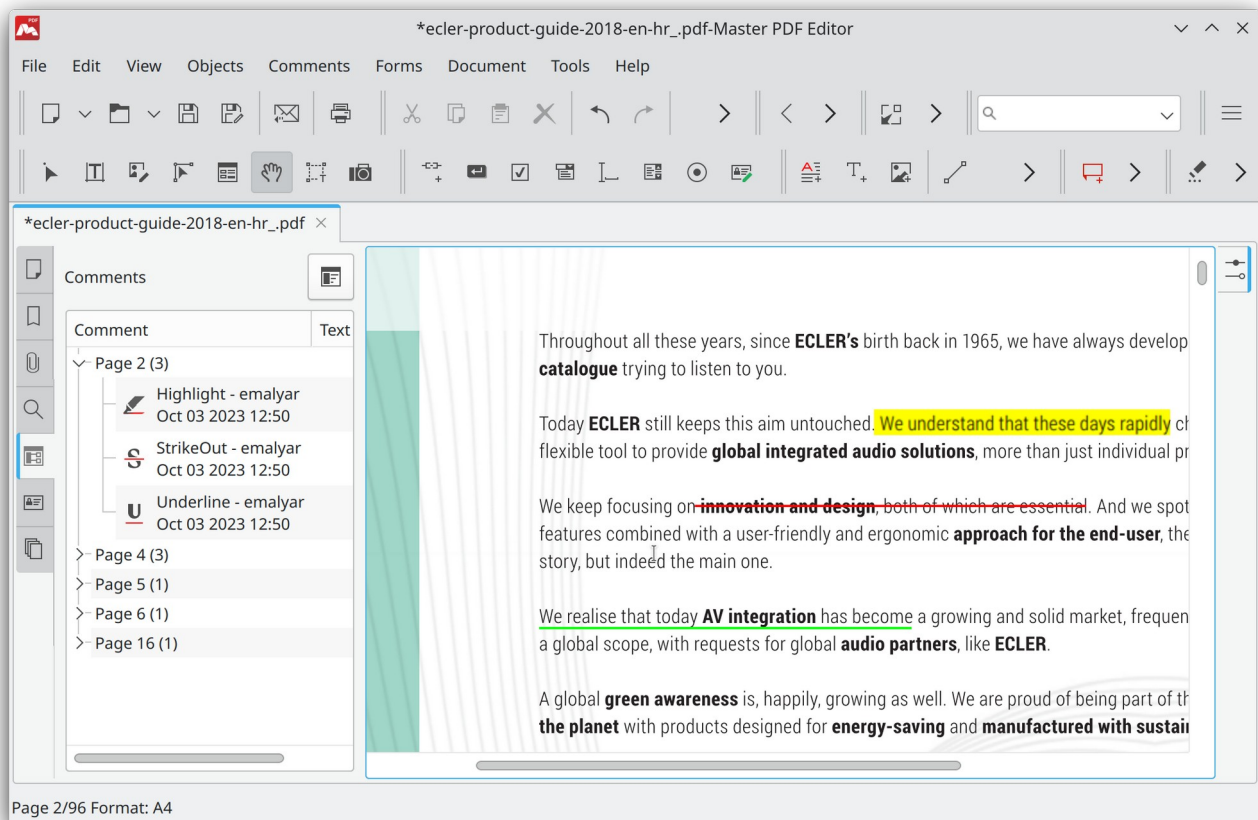 *ecler-product-guide-2018-en-hr_.pdf-Master PDF Editor
File Edit View Objects Comments Forms Document Tools Help
*ecler-product-guide-2018-en-hr_.pdf
Comments
Comment Text
Page 2 (3)
Highlight - emalyar
Oct 03 2023 12:50
StrikeOut - emalyar
Oct 03 2023 12:50
Underline - emalyar
Oct 03 2023 12:50
Page 4 (3)
Page 5 (1)
Page 6 (1)
Page 16 (1)
Throughout all these years, since ECLER's birth back in 1965, we have always develop
catalogue trying to listen to you.
Today ECLER still keeps this aim untouched. We understand that these days rapidly ch
flexible tool to provide global integrated audio solutions, more than just individual pr
We keep focusing on innovation and design, both of which are essential. And we spot
features combined with a user-friendly and ergonomic approach for the end-user, the
story, but indeed the main one.
We realise that today AV integration has become a growing and solid market, frequen
a global scope, with requests for global audio partners, like ECLER.
A global green awareness is, happily, growing as well. We are proud of being part of th
the planet with products designed for energy-saving and manufactured with sustai
Page 2/96 Format: A4